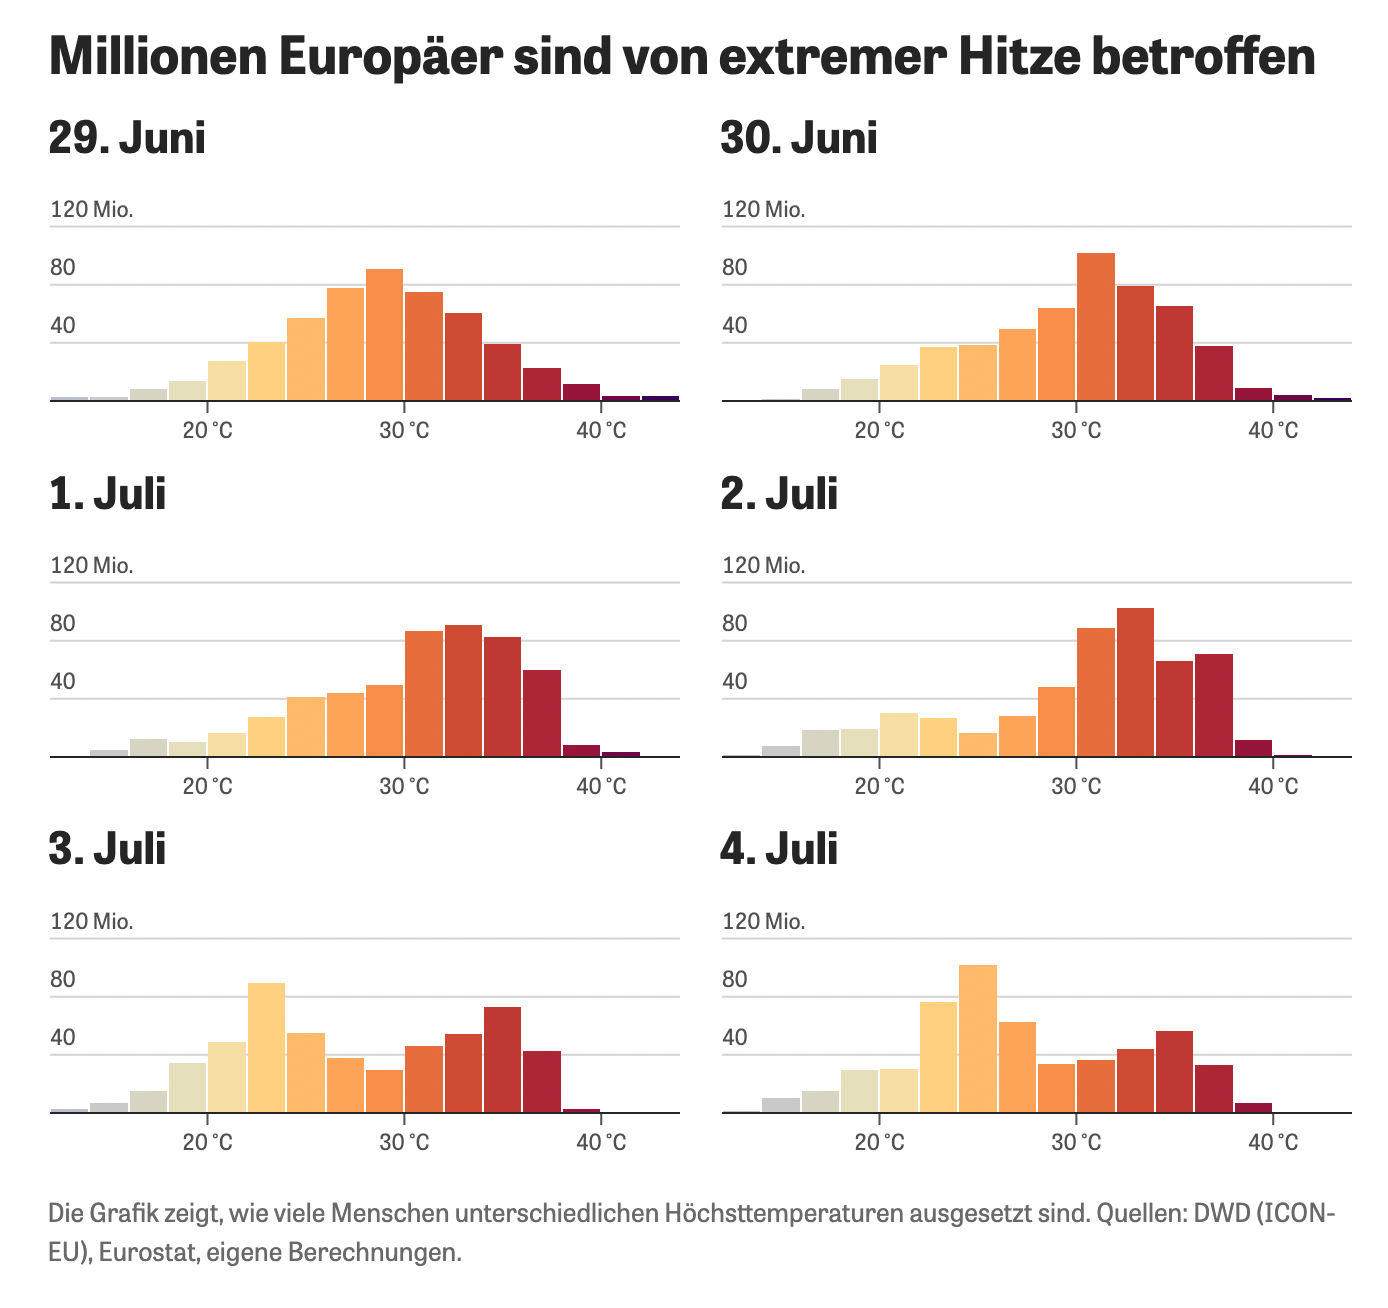 Millionen Europäer sind von extremer Hitze betroffen
29. Juni
120 Mio.
80
40
20 °C 30 °C 40 °C
30. Juni
120 Mio.
80
40
20 °C 30 °C 40 °C
1. Juli
120 Mio.
80
40
20 °C 30 °C 40 °C
2. Juli
120 Mio.
80
40
20 °C 30 °C 40 °C
3. Juli
120 Mio.
80
40
20 °C 30 °C 40 °C
4. Juli
120 Mio.
80
40
20 °C 30 °C 40 °C
Die Grafik zeigt, wie viele Menschen unterschiedlichen Höchsttemperaturen ausgesetzt sind. Quellen: DWD (ICON-
EU), Eurostat, eigene Berechnungen.